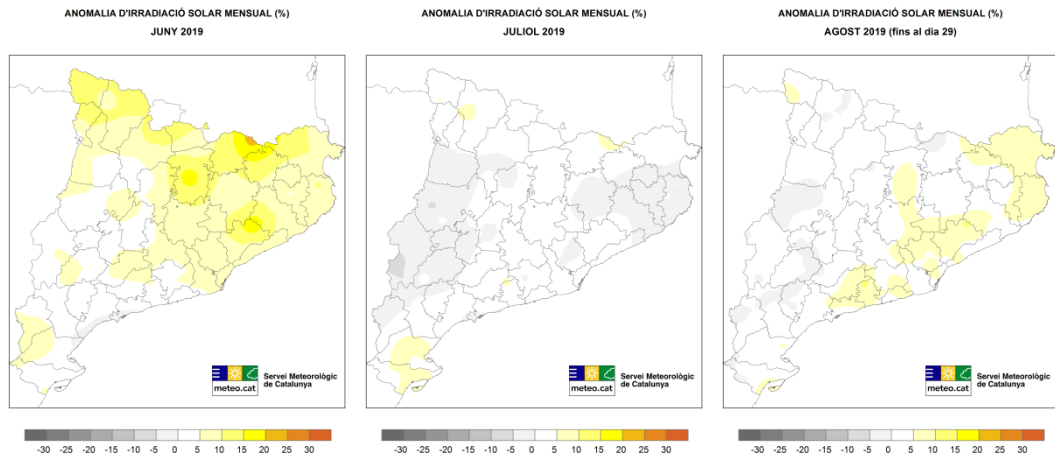 ANOMALIA D'IRRADIACIÓ SOLAR MENSUAL (%)
JUNY 2019
meteo.cat
Servei Meteorològic
de Catalunya
-30 -25 -20 -15 -10 -5 0 5 10 15 20 25 30
ANOMALIA D'IRRADIACIÓ SOLAR MENSUAL (%)
JULIOL 2019
meteo.cat
Servei Meteorològic
de Catalunya
-30 -25 -20 -15 -10 -5 0 5 10 15 20 25 30
ANOMALIA D'IRRADIACIÓ SOLAR MENSUAL (%)
AGOST 2019 (fins al dia 29)
meteo.cat
Servei Meteorològic
de Catalunya
-30 -25 -20 -15 -10 -5 0 5 10 15 20 25 30